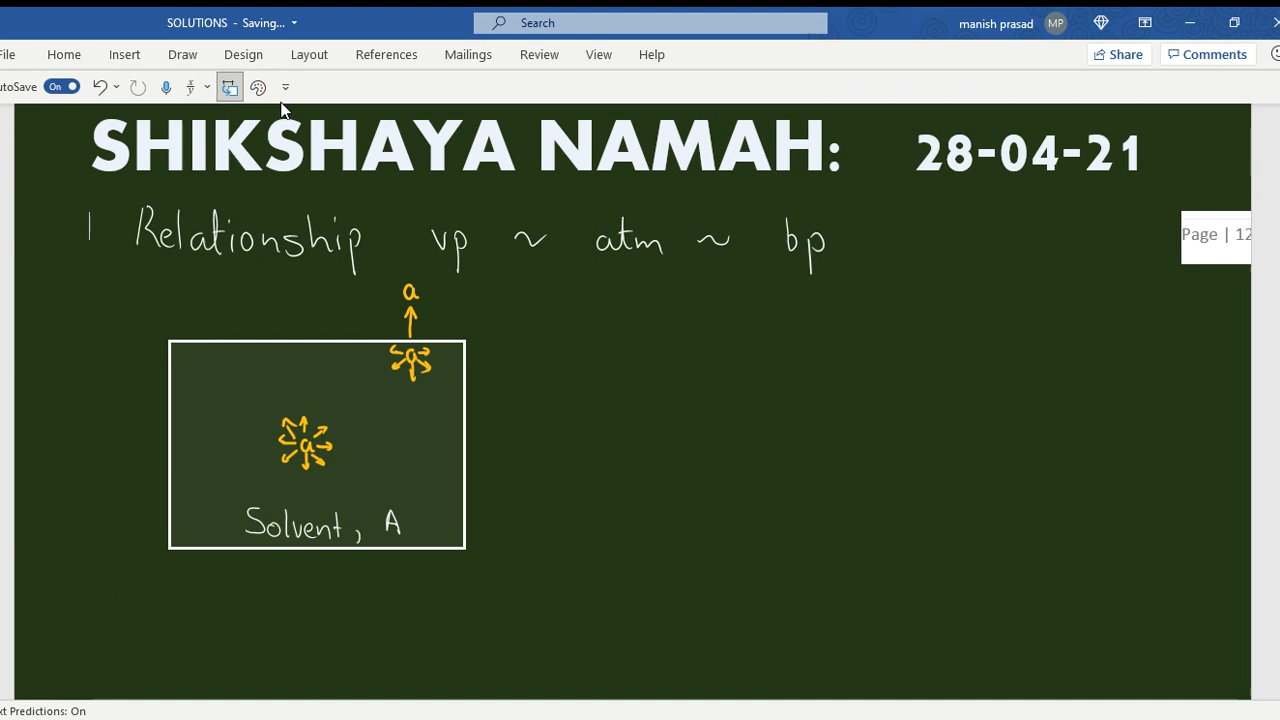 SOLUTIONS - Saving... Search manish prasad MP
File Home Insert Draw Design Layout References Mailings Review View Help Share Comments
AutoSave On
SHIKSHAYA NAMAH: 28-04-21
1 Relationship vp ~ atm ~ bp
Page | 12
a
a
a
Solvent, A
xt Predictions: On